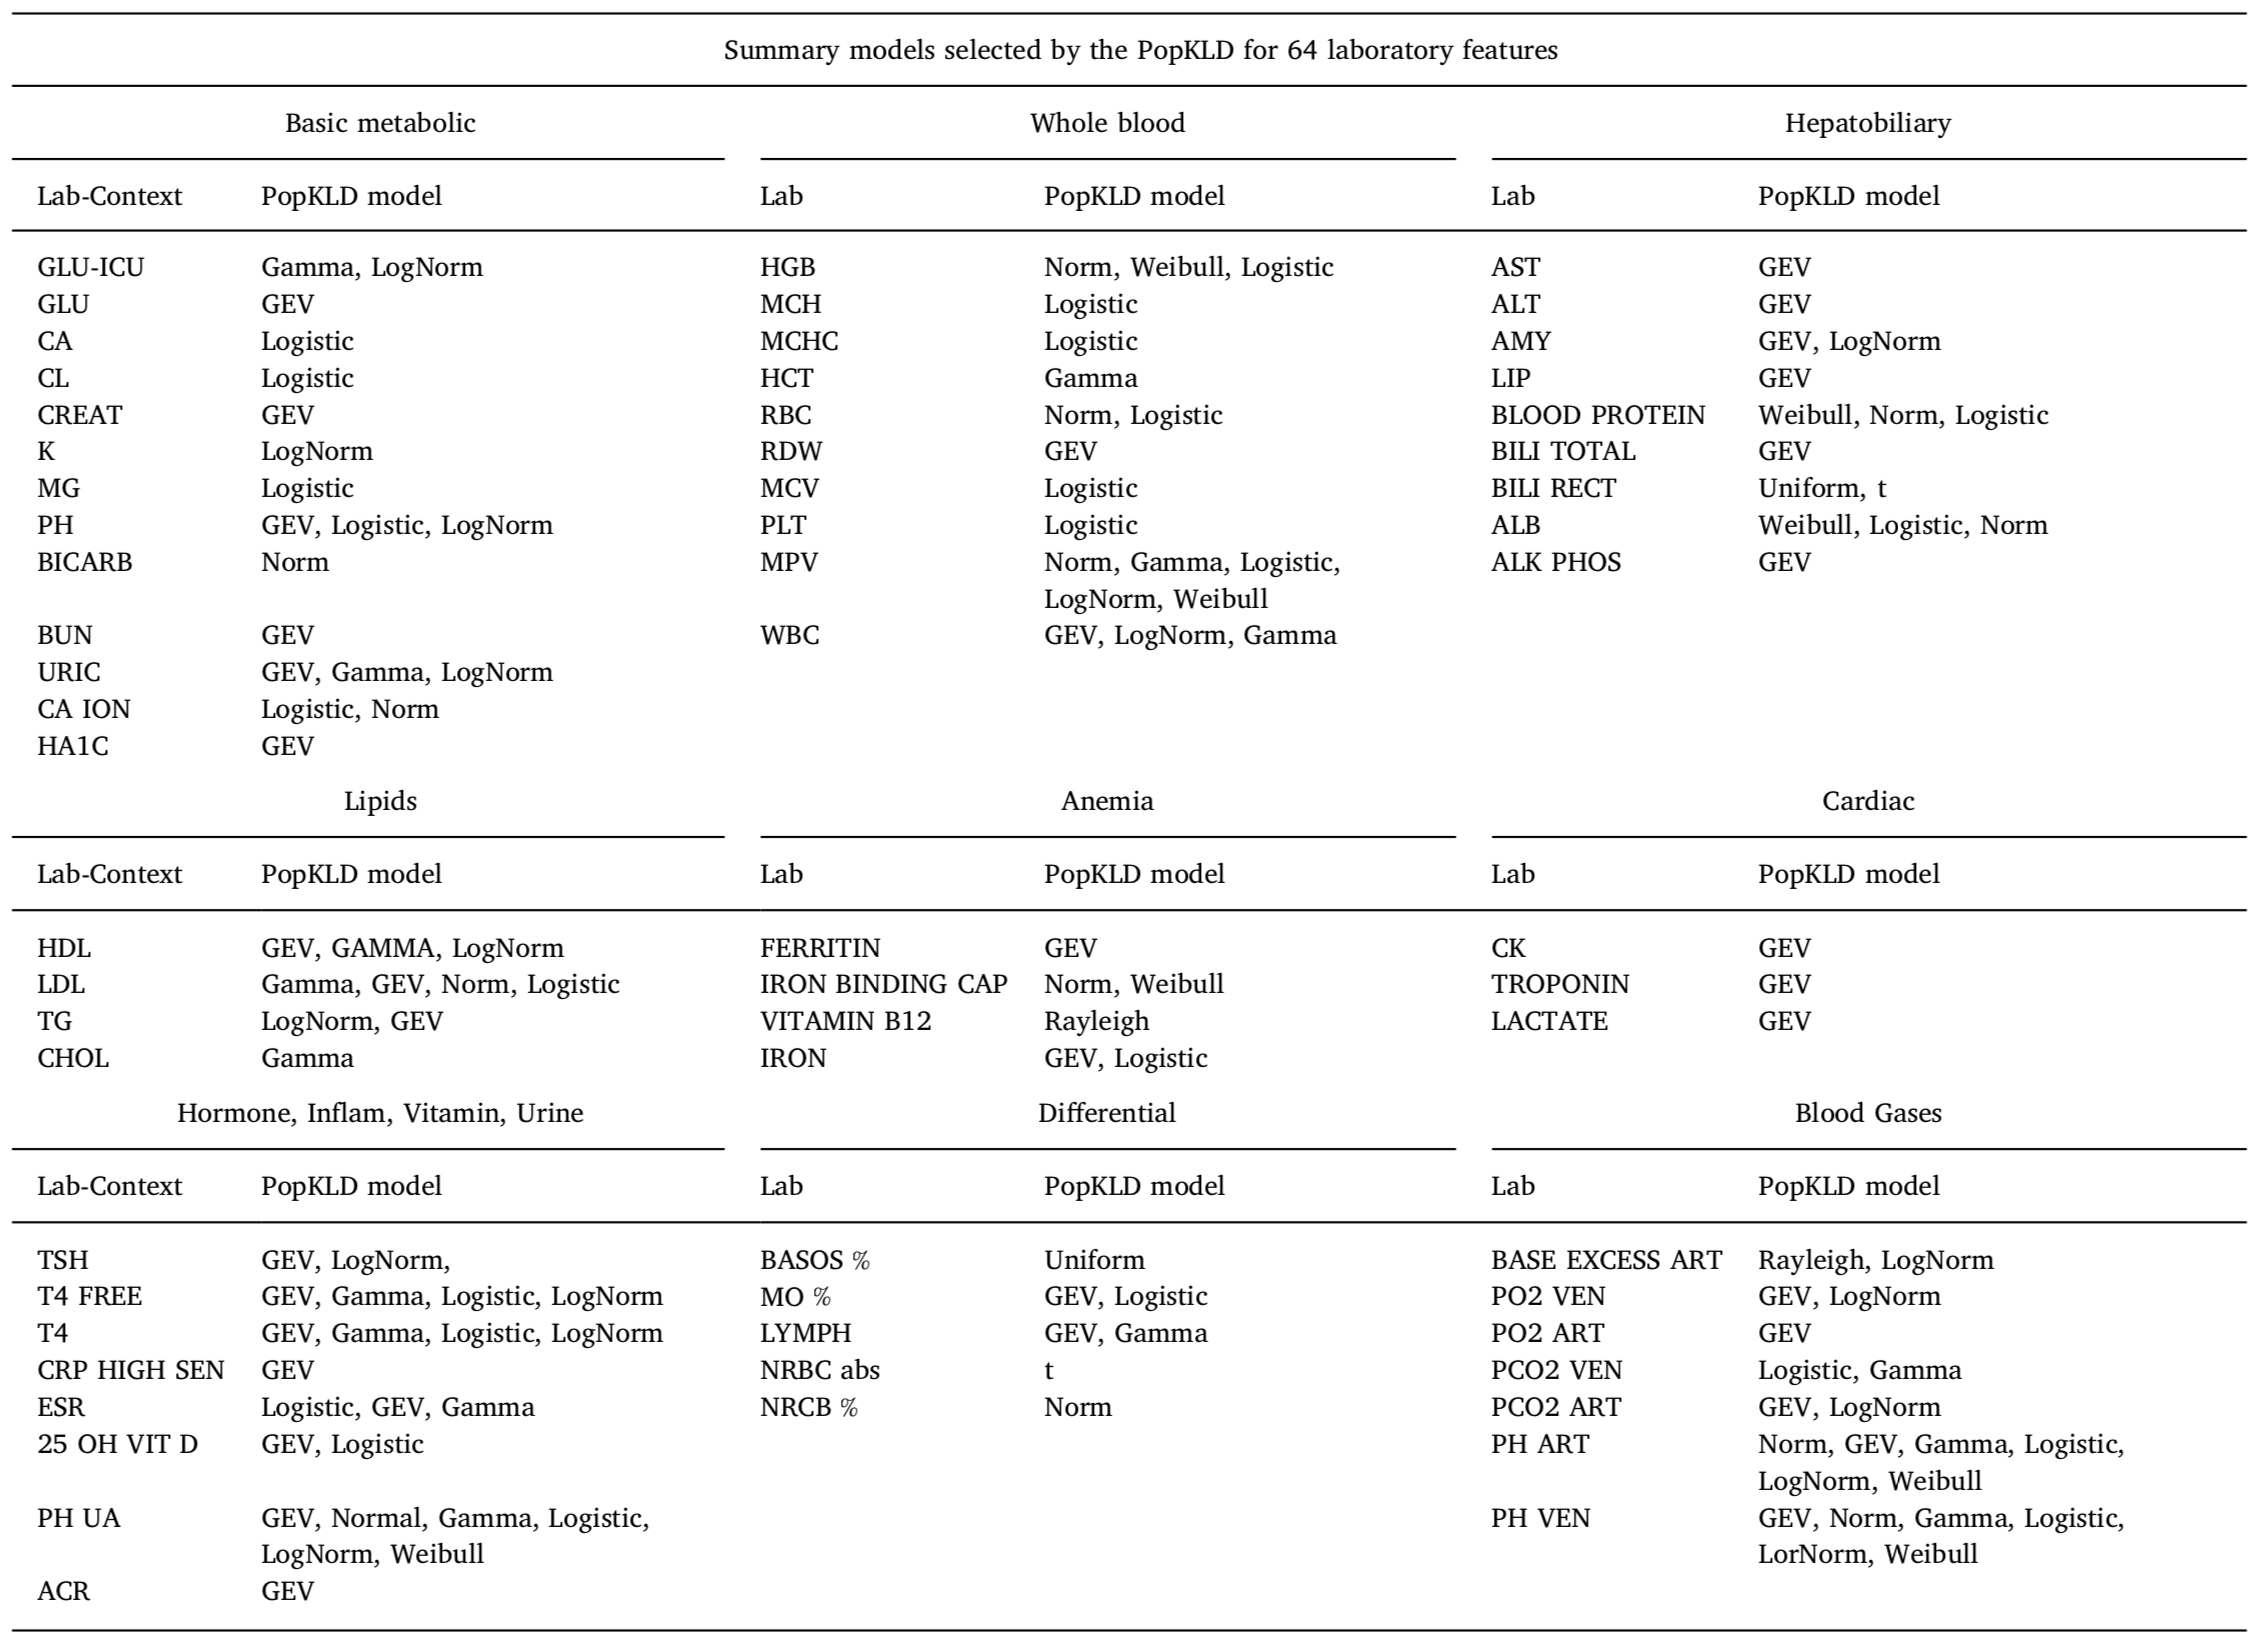 Summary models selected by the PopKLD for 64 laboratory features
Basic metabolic Whole blood Hepatobiliary
Lab-Context PopKLD model Lab PopKLD model Lab PopKLD model
GLU-ICU Gamma, LogNorm HGB Norm, Weibull, Logistic AST GEV
GLU GEV MCH Logistic ALT GEV
CA Logistic MCHC Logistic AMY GEV, LogNorm
CL Logistic HCT Gamma LIP GEV
CREAT GEV RBC Norm, Logistic BLOOD PROTEIN Weibull, Norm, Logistic
K LogNorm RDW GEV BILI TOTAL GEV
MG Logistic MCV Logistic BILI RECT Uniform, t
PH GEV, Logistic, LogNorm PLT Logistic ALB Weibull, Logistic, Norm
BICARB Norm MPV Norm, Gamma, Logistic, ALK PHOS GEV
LogNorm, Weibull
BUN GEV WBC GEV, LogNorm, Gamma
URIC GEV, Gamma, LogNorm
CA ION Logistic, Norm
HA1C GEV
Lipids Anemia Cardiac
Lab-Context PopKLD model Lab PopKLD model Lab PopKLD model
HDL GEV, GAMMA, LogNorm FERRITIN GEV CK GEV
LDL Gamma, GEV, Norm, Logistic IRON BINDING CAP Norm, Weibull TROPONIN GEV
TG LogNorm, GEV VITAMIN B12 Rayleigh LACTATE GEV
CHOL Gamma IRON GEV, Logistic
Hormone, Inflam, Vitamin, Urine Differential Blood Gases
Lab-Context PopKLD model Lab PopKLD model Lab PopKLD model
TSH GEV, LogNorm, BASOS % Uniform BASE EXCESS ART Rayleigh, LogNorm
T4 FREE GEV, Gamma, Logistic, LogNorm MO % GEV, Logistic PO2 VEN GEV, LogNorm
T4 GEV, Gamma, Logistic, LogNorm LYMPH GEV, Gamma PO2 ART GEV
CRP HIGH SEN GEV NRBC abs t PCO2 VEN Logistic, Gamma
ESR Logistic, GEV, Gamma NRCB % Norm PCO2 ART GEV, LogNorm
25 OH VIT D GEV, Logistic PH ART Norm, GEV, Gamma, Logistic,
LogNorm, Weibull
PH UA GEV, Normal, Gamma, Logistic, PH VEN GEV, Norm, Gamma, Logistic,
LogNorm, Weibull LorNorm, Weibull
ACR GEV